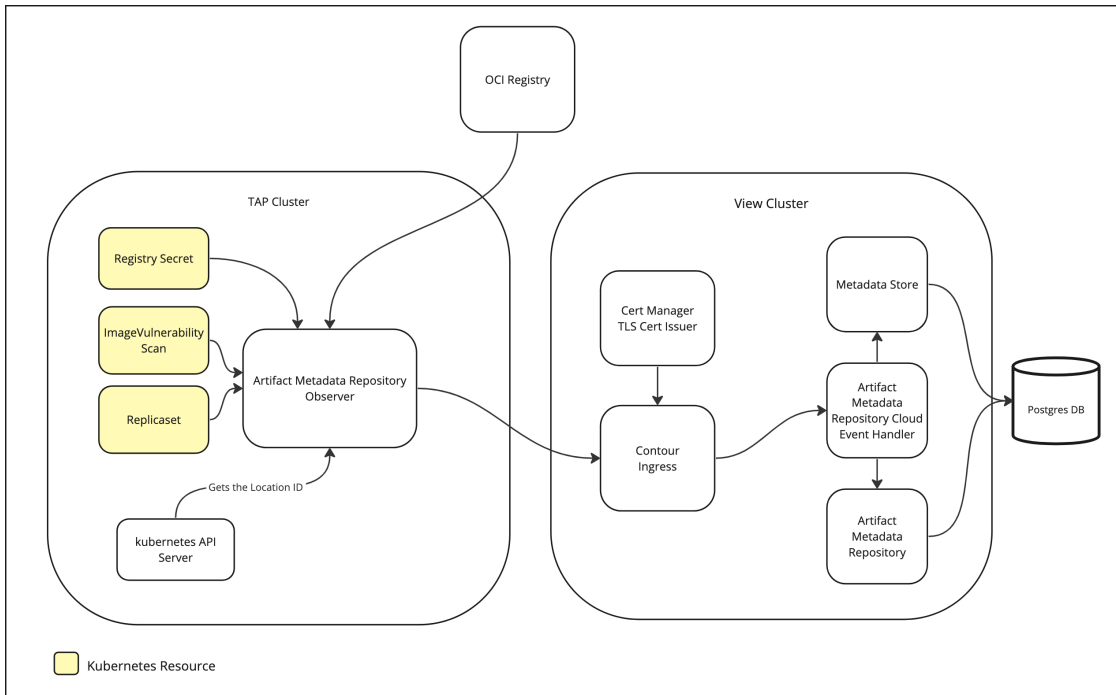 OCI Registry
TAP Cluster
Registry Secret
ImageVulnerability
Scan
Replicaset
Artifact Metadata Repository
Observer
Gets the Location ID
kubernetes API
Server
View Cluster
Cert Manager
TLS Cert Issuer
Contour
Ingress
Metadata Store
Artifact
Metadata
Repository Cloud
Event Handler
Artifact
Metadata
Repository
Postgres DB
Kubernetes Resource